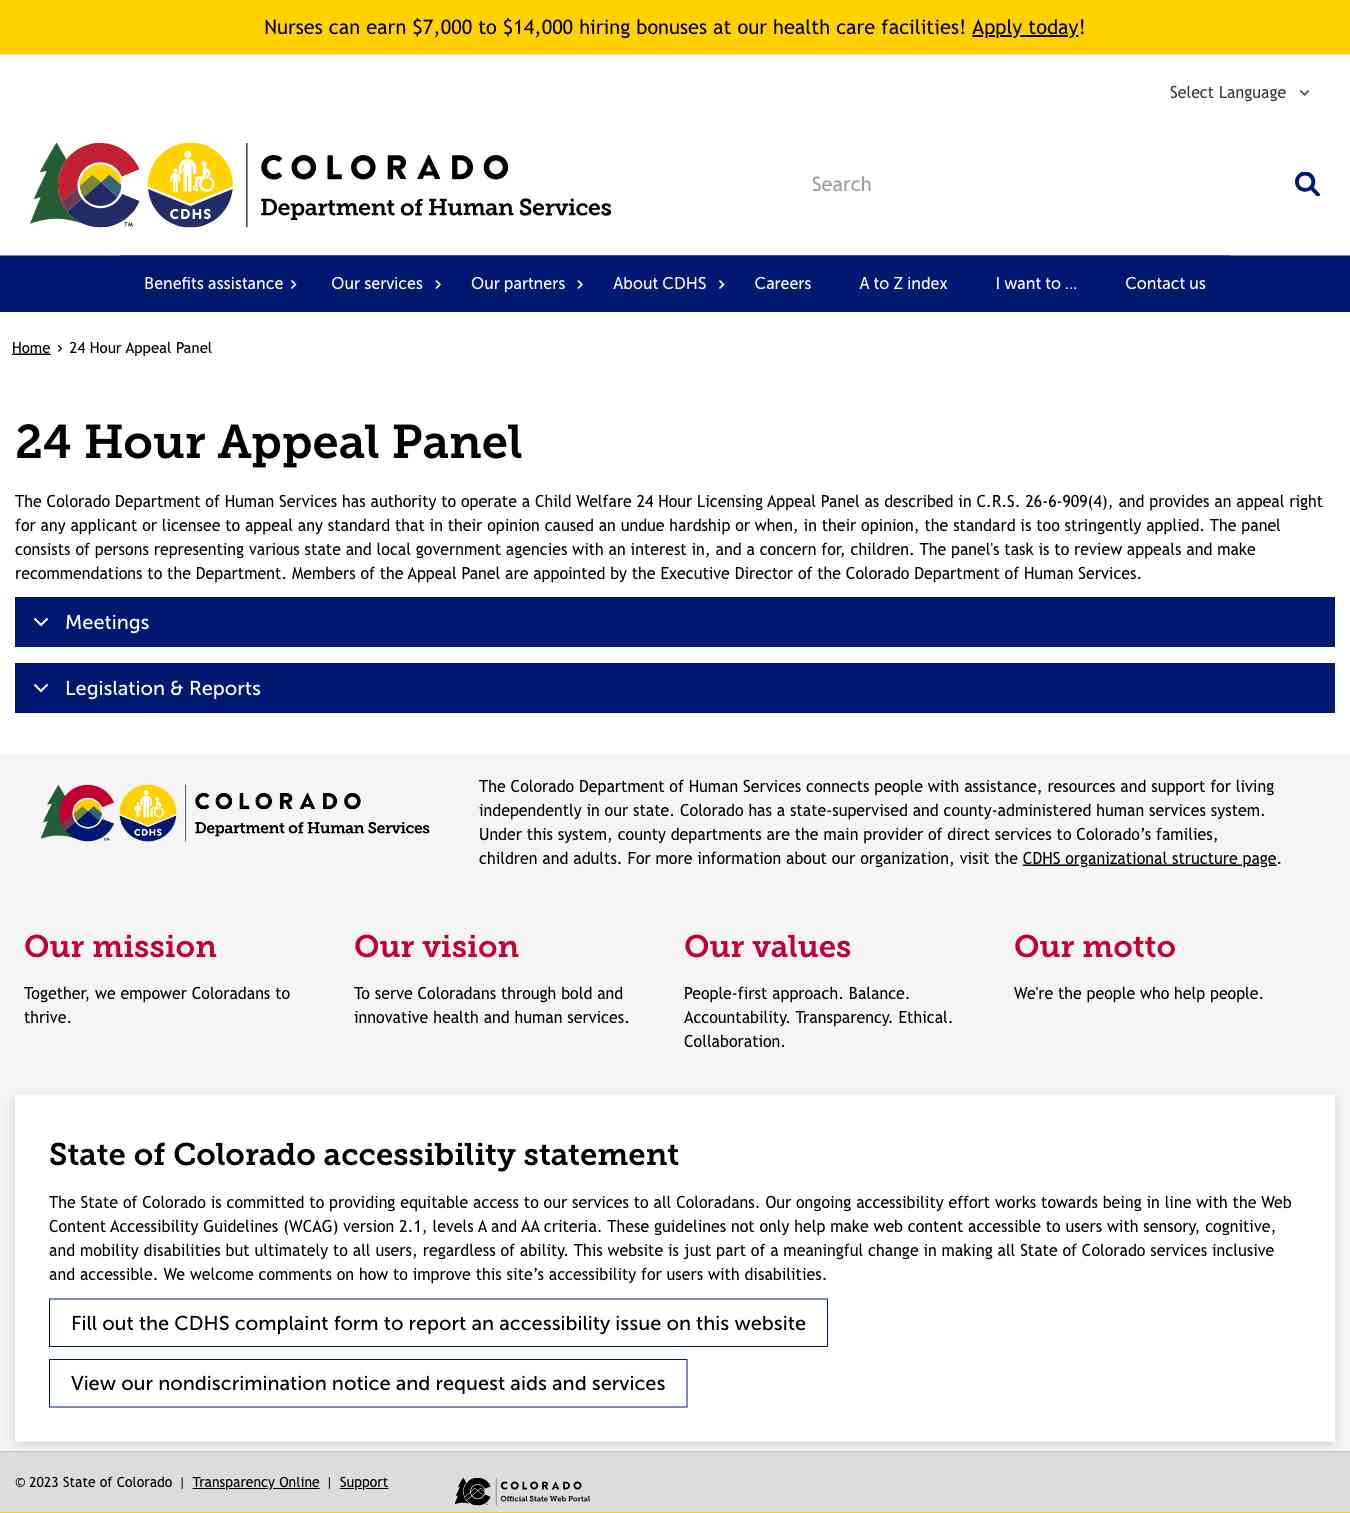 Nurses can earn $7,000 to $14,000 hiring bonuses at our health care facilities! Apply today!
Select Language
CDHS
TM
COLORADO
Department of Human Services
Search
Benefits assistance
Our services
Our partners
About CDHS
Careers
A to Z index
I want to ...
Contact us
Home > 24 Hour Appeal Panel
24 Hour Appeal Panel
The Colorado Department of Human Services has authority to operate a Child Welfare 24 Hour Licensing Appeal Panel as described in C.R.S. 26-6-909(4), and provides an appeal right
for any applicant or licensee to appeal any standard that in their opinion caused an undue hardship or when, in their opinion, the standard is too stringently applied. The panel
consists of persons representing various state and local government agencies with an interest in, and a concern for, children. The panel's task is to review appeals and make
recommendations to the Department. Members of the Appeal Panel are appointed by the Executive Director of the Colorado Department of Human Services.
Meetings
Legislation & Reports
CDHS
TM
COLORADO
Department of Human Services
The Colorado Department of Human Services connects people with assistance, resources and support for living
independently in our state. Colorado has a state-supervised and county-administered human services system.
Under this system, county departments are the main provider of direct services to Colorado’s families,
children and adults. For more information about our organization, visit the CDHS organizational structure page.
Our mission
Together, we empower Coloradans to
thrive.
Our vision
To serve Coloradans through bold and
innovative health and human services.
Our values
People-first approach. Balance.
Accountability. Transparency. Ethical.
Collaboration.
Our motto
We're the people who help people.
State of Colorado accessibility statement
The State of Colorado is committed to providing equitable access to our services to all Coloradans. Our ongoing accessibility effort works towards being in line with the Web
Content Accessibility Guidelines (WCAG) version 2.1, levels A and AA criteria. These guidelines not only help make web content accessible to users with sensory, cognitive,
and mobility disabilities but ultimately to all users, regardless of ability. This website is just part of a meaningful change in making all State of Colorado services inclusive
and accessible. We welcome comments on how to improve this site’s accessibility for users with disabilities.
Fill out the CDHS complaint form to report an accessibility issue on this website
View our nondiscrimination notice and request aids and services
© 2023 State of Colorado | Transparency Online | Support
COLORADO
Official State Web Portal